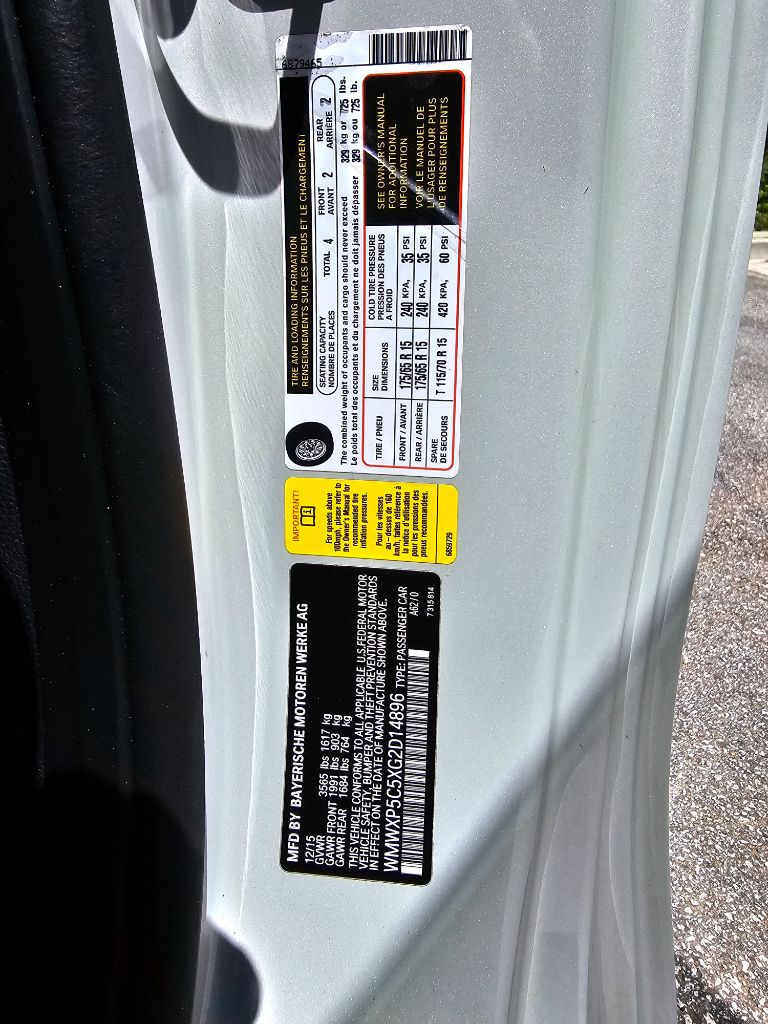 6879465
TIRE AND LOADING INFORMATION
RENSEIGNEMENTS SUR LES PNEUS ET LE CHARGEMENT
SEATING CAPACITY TOTAL 4 FRONT 2 REAR 2
NOMBRE DE PLACES AVANT ARRIÈRE
The combined weight of occupants and cargo should never exceed 329 kg or 725 lbs.
Le poids total des occupants et du chargement ne doit jamais dépasser 329 kg ou 725 lb.
TIRE / PNEU SIZE DIMENSIONS COLD TIRE PRESSURE PRESSION DES PNEUS A FROID
FRONT / AVANT 175/65 R 15 240 KPA, 35 PSI
REAR / ARRIÈRE 175/65 R 15 240 KPA, 35 PSI
SPARE DE SECOURS T 115/70 R 15 420 KPA, 60 PSI
SEE OWNER'S MANUAL
FOR ADDITIONAL
INFORMATION
VOIR LE MANUEL DE
L'USAGER POUR PLUS
DE RENSEIGNEMENTS
IMPORTANT!
For speeds above
100mph, please refer to
the Owner's Manual for
recommended tire
inflation pressures.
Pour les vitesses
au-dessus de 160
km/h, faites référence à
la notice d'utilisation
pour les pressions des
pneus recommandées.
MFD BY BAYERISCHE MOTOREN WERKE AG
12/15
GVWR 3565 lbs 1617 kg
GAWR FRONT 1991 lbs 903 kg
GAWR REAR 1684 lbs 764 kg
THIS VEHICLE CONFORMS TO ALL APPLICABLE U.S.FEDERAL MOTOR
VEHICLE SAFETY, BUMPER AND THEFT PREVENTION STANDARDS
IN EFFECT ON THE DATE OF MANUFACTURE SHOWN ABOVE.
WMWXP5C5XG2D14896 TYPE: PASSENGER CAR
A62/0
7 315 814